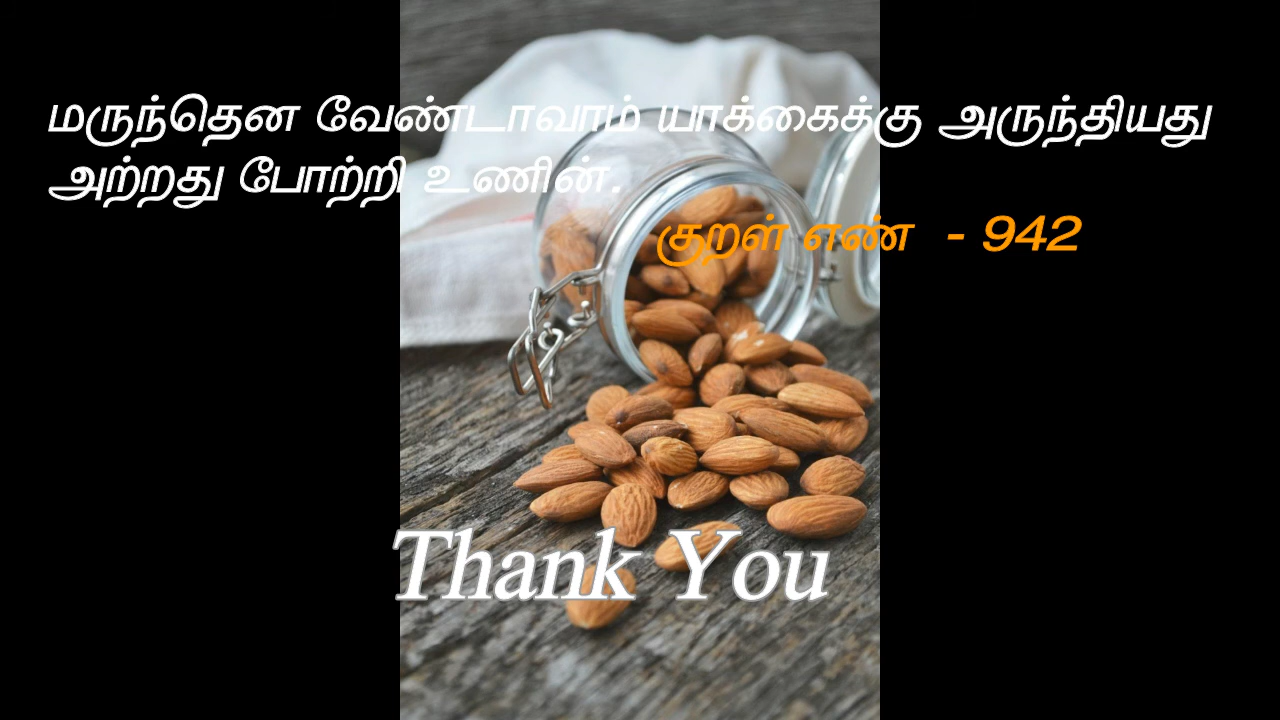 மருந்தென வேண்டாவாம் யாக்கைக்கு அருந்தியது
அற்றது போற்றி உணின்.
குறள் எண் - 942
Thank You